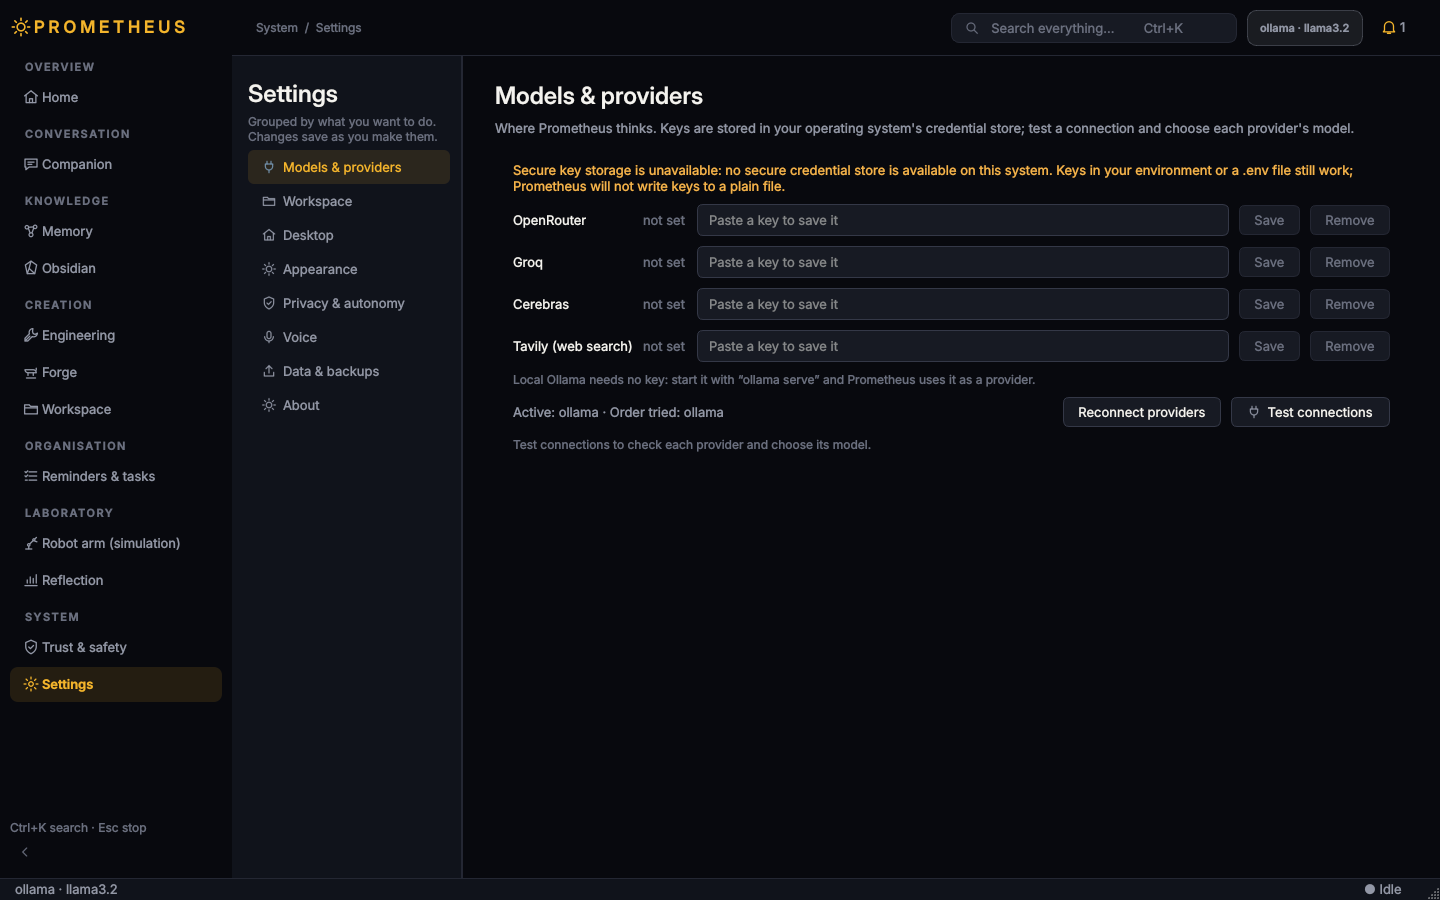 PROMETHEUS
System / Settings
Search everything... Ctrl+K
ollama · llama3.2
1
OVERVIEW
Home
CONVERSATION
Companion
KNOWLEDGE
Memory
Obsidian
CREATION
Engineering
Forge
Workspace
ORGANISATION
Reminders & tasks
LABORATORY
Robot arm (simulation)
Reflection
SYSTEM
Trust & safety
Settings
Ctrl+K search · Esc stop
Settings
Grouped by what you want to do.
Changes save as you make them.
Models & providers
Workspace
Desktop
Appearance
Privacy & autonomy
Voice
Data & backups
About
Models & providers
Where Prometheus thinks. Keys are stored in your operating system's credential store; test a connection and choose each provider's model.
Secure key storage is unavailable: no secure credential store is available on this system. Keys in your environment or a .env file still work;
Prometheus will not write keys to a plain file.
OpenRouter not set Paste a key to save it Save Remove
Groq not set Paste a key to save it Save Remove
Cerebras not set Paste a key to save it Save Remove
Tavily (web search) not set Paste a key to save it Save Remove
Local Ollama needs no key: start it with “ollama serve” and Prometheus uses it as a provider.
Active: ollama · Order tried: ollama Reconnect providers Test connections
Test connections to check each provider and choose its model.
ollama · llama3.2 Idle